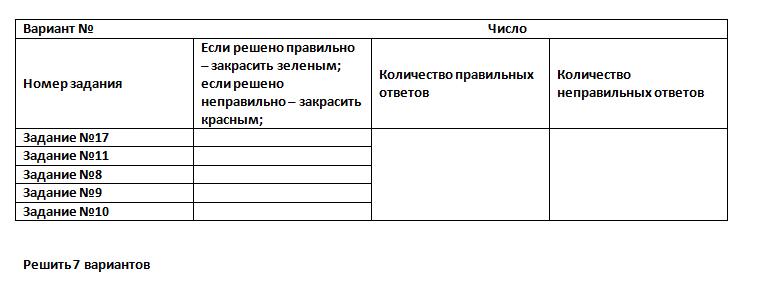 Вариант № Число
Номер задания
Если решено правильно
– закрасить зеленым;
если решено
неправильно – закрасить
красным;
Количество правильных
ответов
Количество
неправильных ответов
Задание №17
Задание №11
Задание №8
Задание №9
Задание №10
Решить 7 вариантов